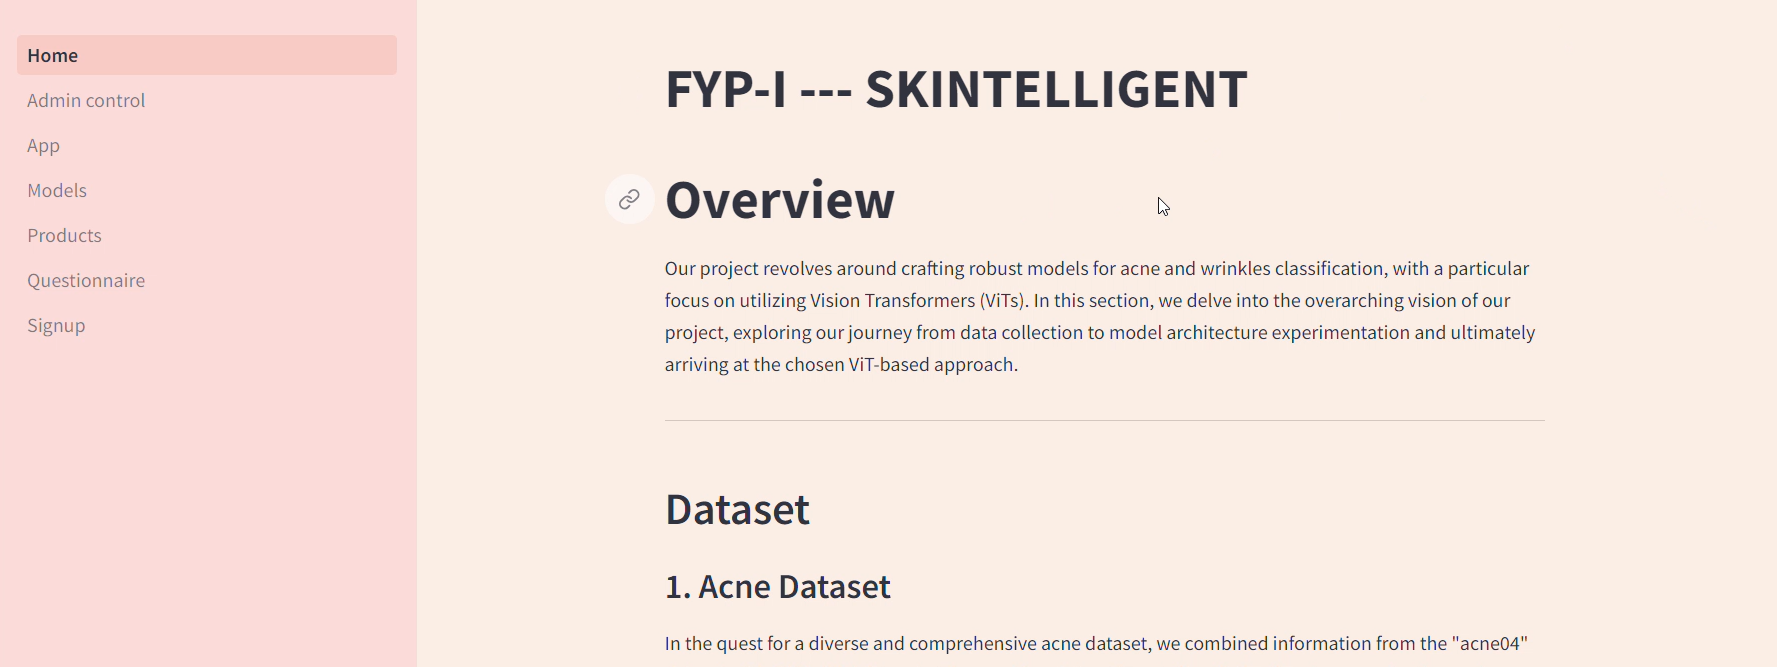 Home
Admin control
App
Models
Products
Questionnaire
Signup
FYP-I --- SKINTELLIGENT
Overview
Our project revolves around crafting robust models for acne and wrinkles classification, with a particular
focus on utilizing Vision Transformers (ViTs). In this section, we delve into the overarching vision of our
project, exploring our journey from data collection to model architecture experimentation and ultimately
arriving at the chosen ViT-based approach.
Dataset
1. Acne Dataset
In the quest for a diverse and comprehensive acne dataset, we combined information from the "acne04"